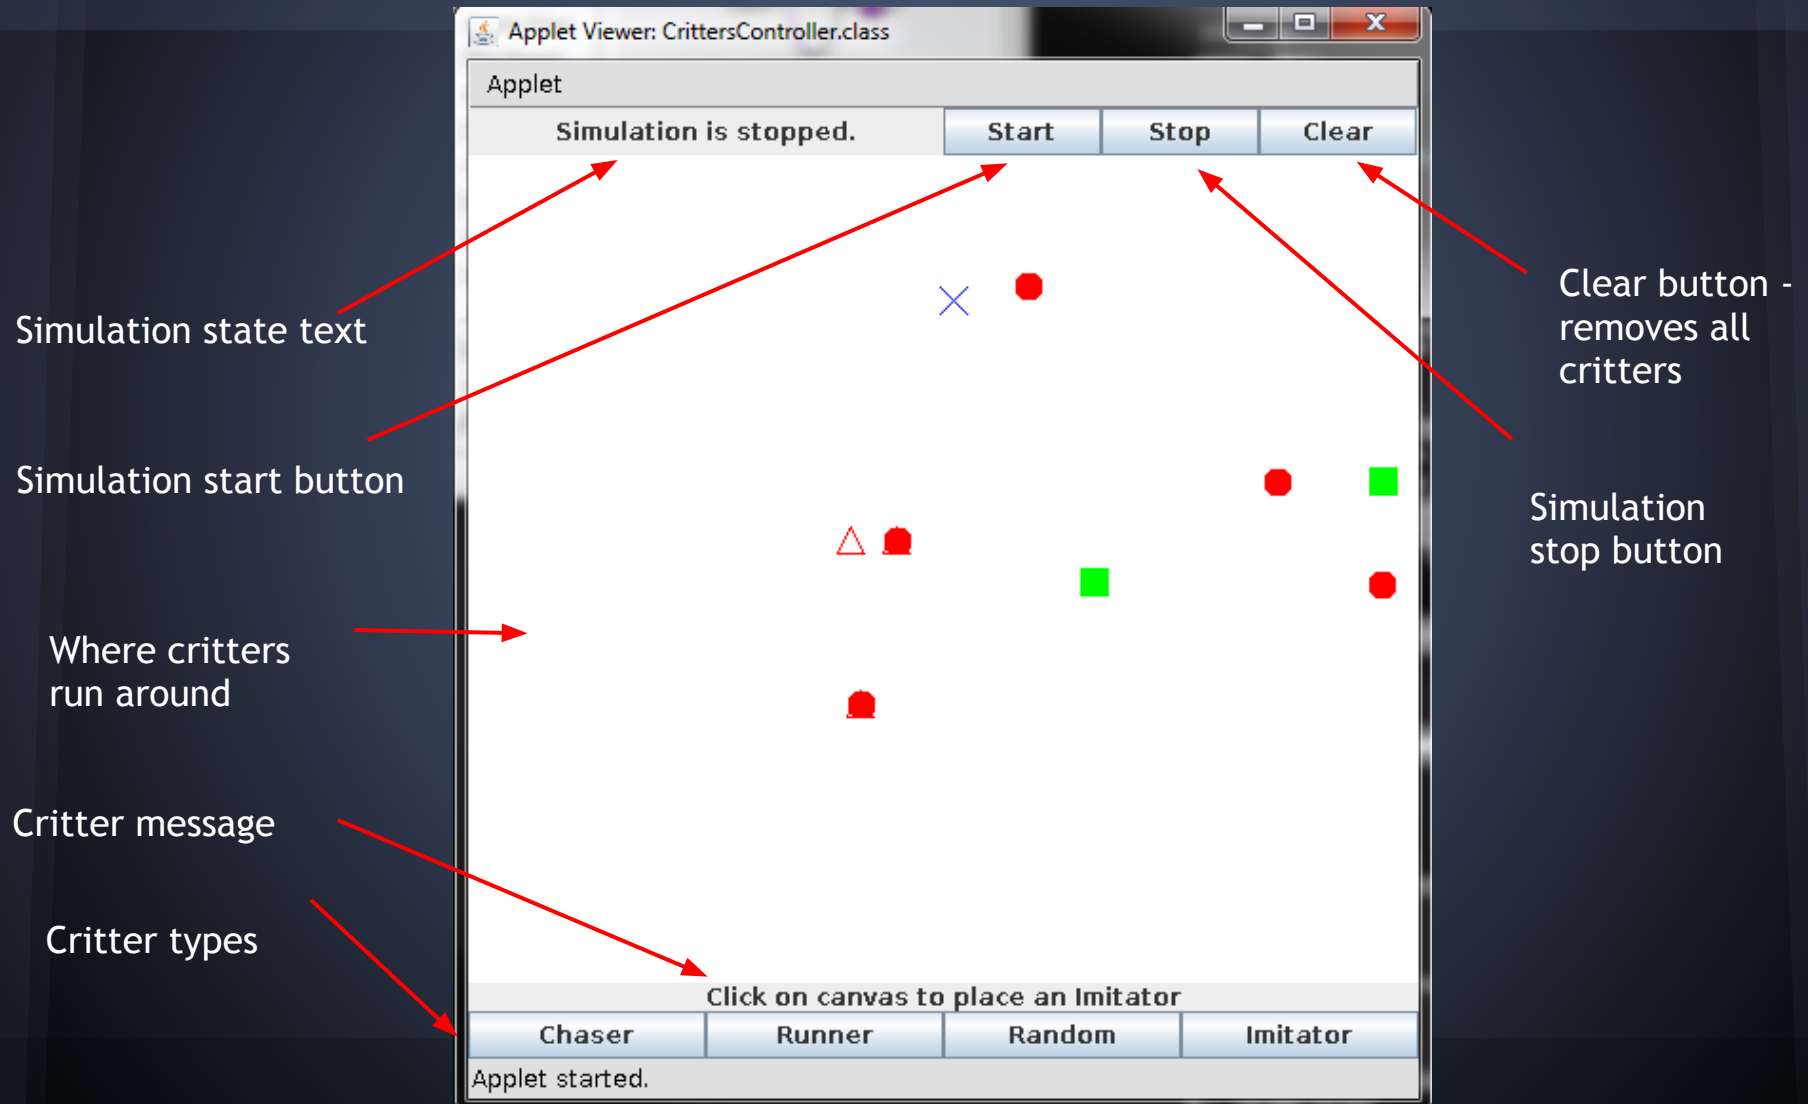 Applet Viewer: CrittersController.class
Applet
Simulation is stopped.
Start
Stop
Clear
Simulation state text
Simulation start button
Where critters
run around
Critter message
Critter types
Clear button -
removes all
critters
Simulation
stop button
Click on canvas to place an Imitator
Chaser
Runner
Random
Imitator
Applet started.